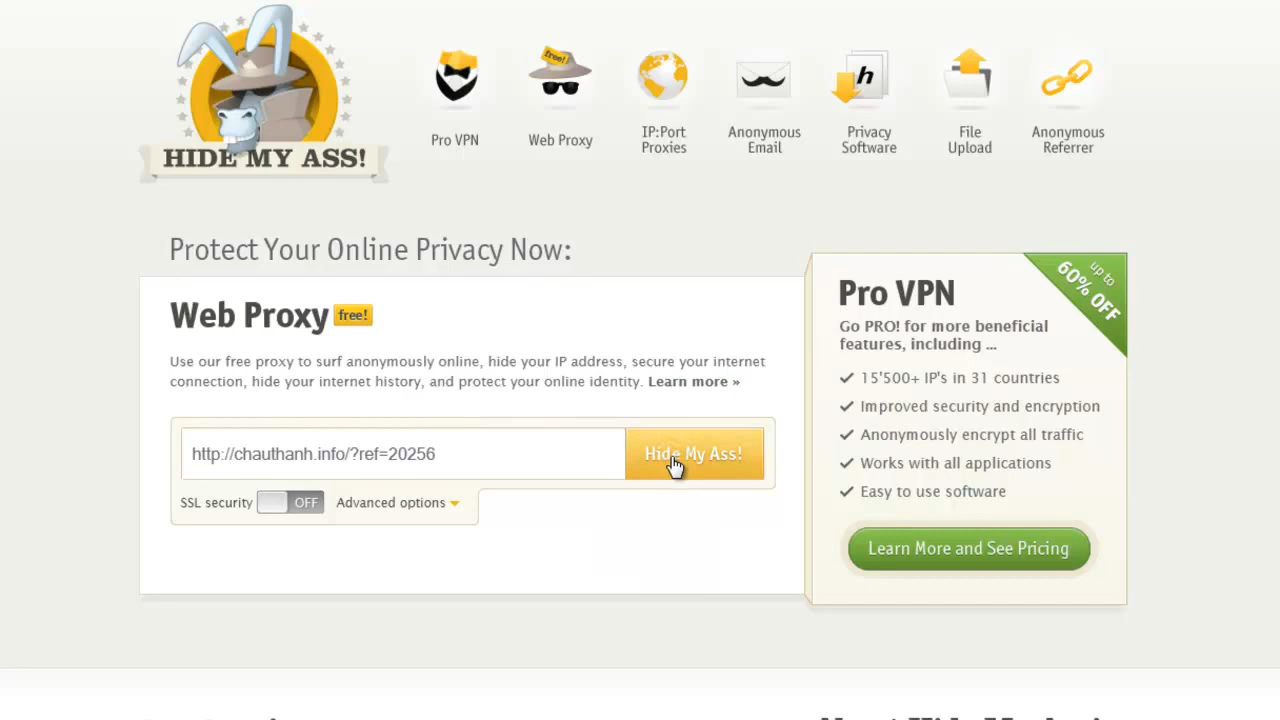 HIDE MY ASS!
free!
h
Pro VPN
Web Proxy
IP:Port
Proxies
Anonymous
Email
Privacy
Software
File
Upload
Anonymous
Referrer
Protect Your Online Privacy Now:
Web Proxy free!
Use our free proxy to surf anonymously online, hide your IP address, secure your internet
connection, hide your internet history, and protect your online identity. Learn more »
http://chauthanh.info/?ref=20256
Hide My Ass!
SSL security OFF Advanced options
up to
60% OFF
Pro VPN
Go PRO! for more beneficial
features, including ...
15'500+ IP's in 31 countries
Improved security and encryption
Anonymously encrypt all traffic
Works with all applications
Easy to use software
Learn More and See Pricing